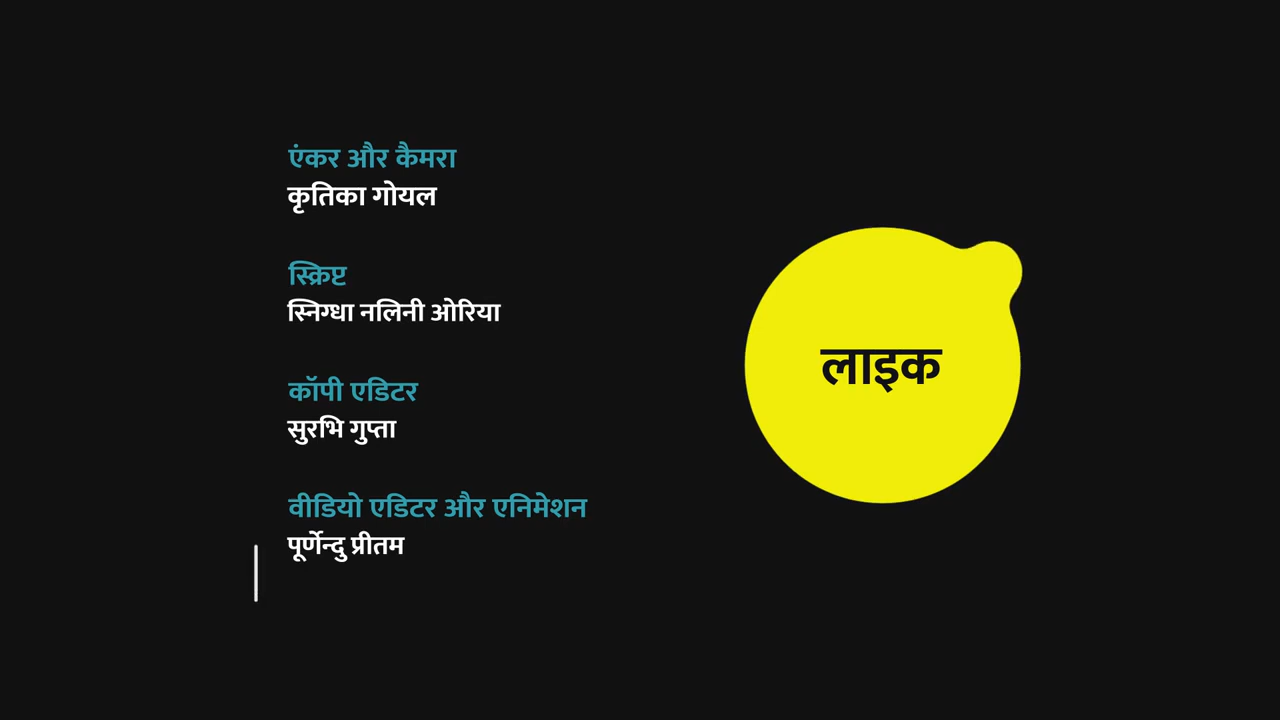 एंकर और कैमरा
कृतिका गोयल
स्क्रिप्ट
स्निग्धा नलिनी ओरिया
कॉपी एडिटर
सुरभि गुप्ता
वीडियो एडिटर और एनिमेशन
पूर्णेन्दु प्रीतम
लाइक